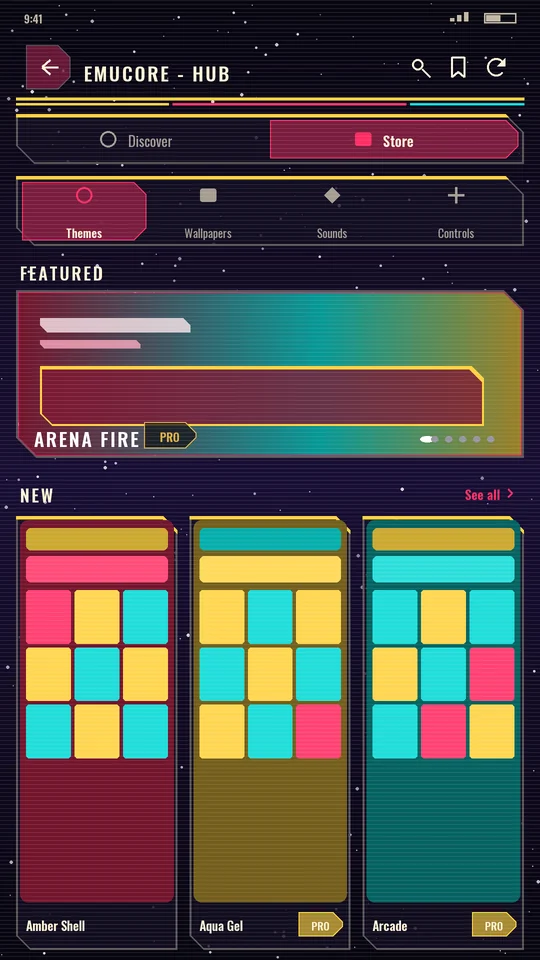 9:41
EMUCORE - HUB
Discover
Store
Themes
Wallpapers
Sounds
Controls
FEATURED
ARENA FIRE
PRO
NEW
See all
Amber Shell
Aqua Gel
PRO
Arcade
PRO